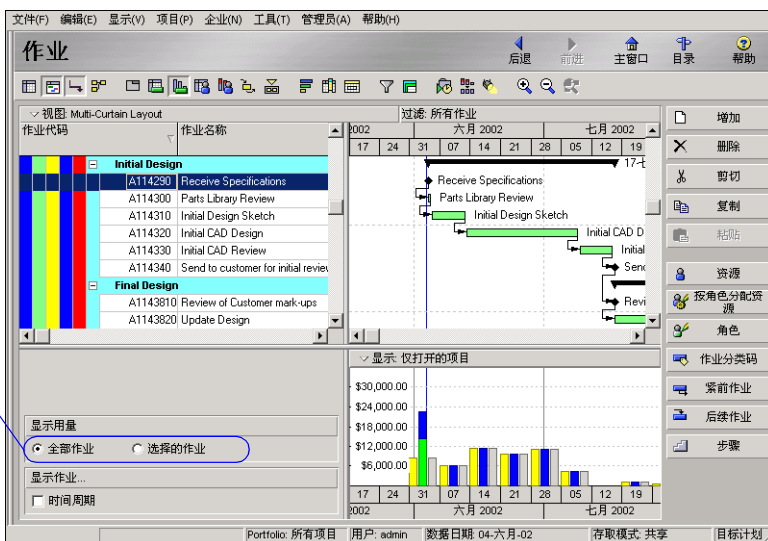 文件(F) 编辑(E) 显示(V) 项目(P) 企业(N) 工具(T) 管理员(A) 帮助(H)
作业
后退 前进 主窗口 目录 帮助
视图: Multi-Curtain Layout
过滤: 所有作业
作业代码 作业名称
2002 六月 2002 七月 2002
17 24 31 07 14 21 28 05 12 19
Initial Design
A114290 Receive Specifications
A114300 Parts Library Review
A114310 Initial Design Sketch
A114320 Initial CAD Design
A114330 Initial CAD Review
A114340 Send to customer for initial review
Final Design
A1143810 Review of Customer mark-ups
A1143820 Update Design
17-七
Receive Specifications
Parts Library Review
Initial Design Sketch
Initial CAD D
Initial
Send
Revi
增加
删除
剪切
复制
粘贴
资源
按角色分配资
源
角色
作业分类码
紧前作业
后续作业
步骤
显示用量
全部作业 选择的作业
显示作业...
时间周期
显示: 仅打开的项目
$30,000.00
$24,000.00
$18,000.00
$12,000.00
$6,000.00
17 24 31 07 14 21 28 05 12 19
2002 六月 2002 七月 2002
Portfolio: 所有项目 用户: admin 数据日期: 04-六月-02 存取模式: 共享 目标计划